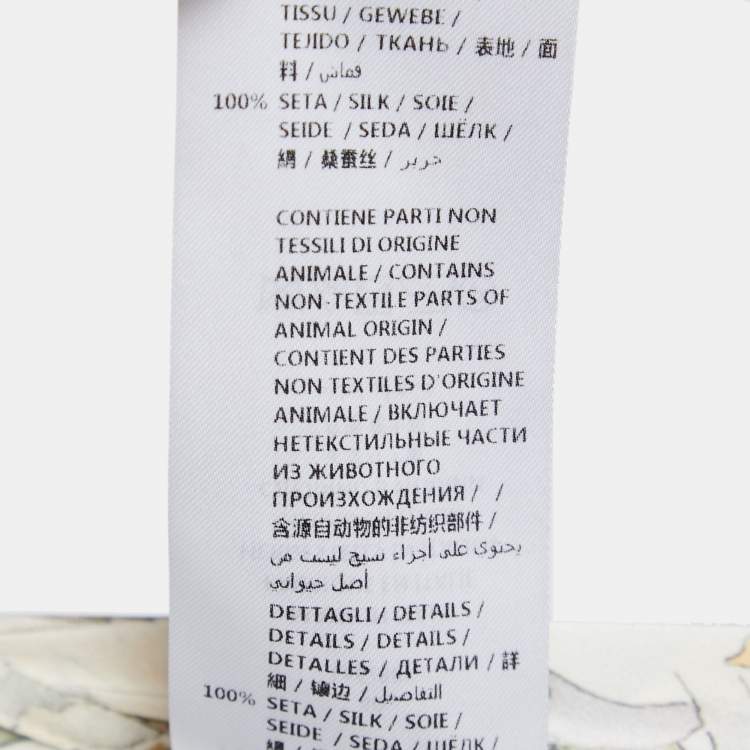 TISSU / GEWEBE /
TEJIDO / ТКАНЬ / 表地 / 面
料 / قماش
100% SETA / SILK / SOIE /
SEIDE / SEDA / ШЁЛК /
絹 / 桑蚕丝 / حرير
CONTIENE PARTI NON
TESSILI DI ORIGINE
ANIMALE / CONTAINS
NON-TEXTILE PARTS OF
ANIMAL ORIGIN /
CONTIENT DES PARTIES
NON TEXTILES D'ORIGINE
ANIMALE / ВКЛЮЧАЕТ
НЕТЕКСТИЛЬНЫЕ ЧАСТИ
ИЗ ЖИВОТНОГО
ПРОИЗХОЖДЕНИЯ / /
含源自动物的非纺织部件 /
يحتوي على أجزاء نسيج ليست من
أصل حيواني
DETTAGLI / DETAILS /
DETAILS / DETAILS /
DETALLES / ДЕТАЛИ / 詳
細 / 镶边 / التفاصيل
100% SETA / SILK / SOIE /
SEIDE / SEDA / ШЁЛК /